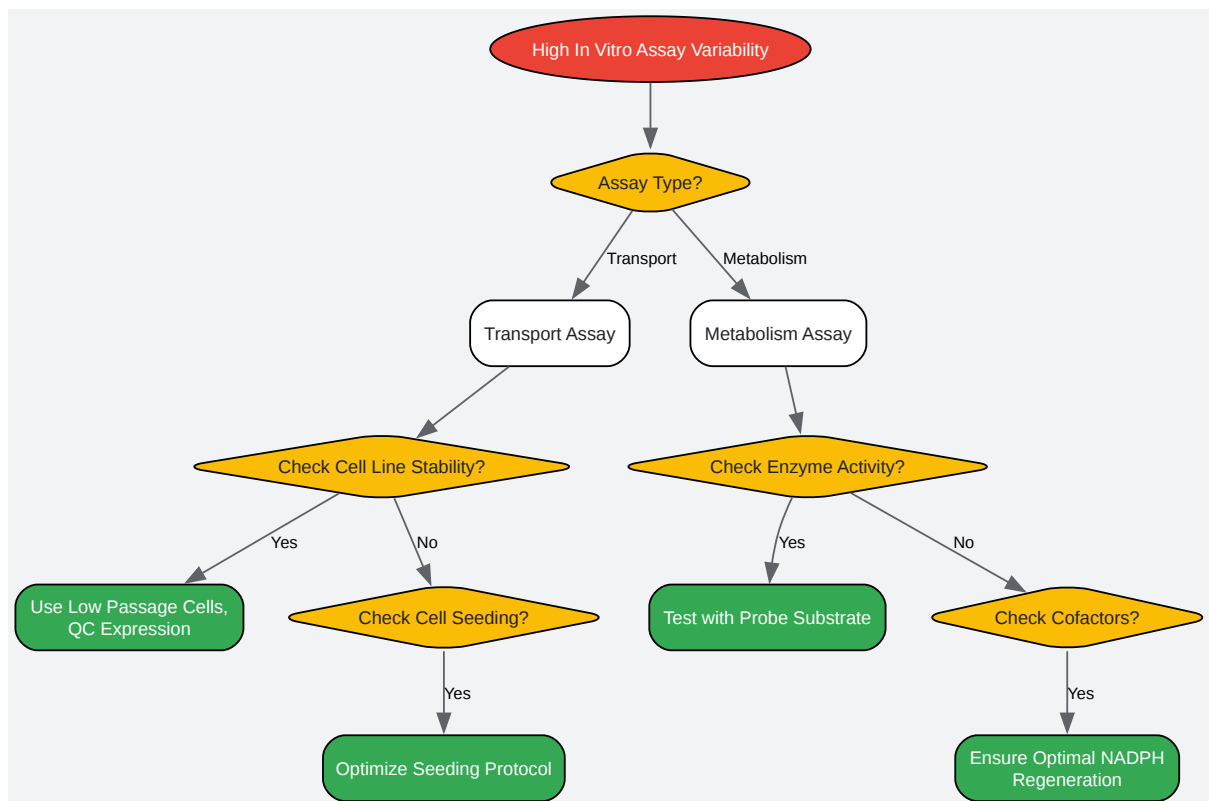 High In Vitro Assay Variability
Assay Type?
Transport
Metabolism
Transport Assay
Metabolism Assay
Check Cell Line Stability?
Check Enzyme Activity?
Yes
No
Yes
No
Use Low Passage Cells,
QC Expression
Check Cell Seeding?
Test with Probe Substrate
Check Cofactors?
Yes
Yes
Optimize Seeding Protocol
Ensure Optimal NADPH
Regeneration